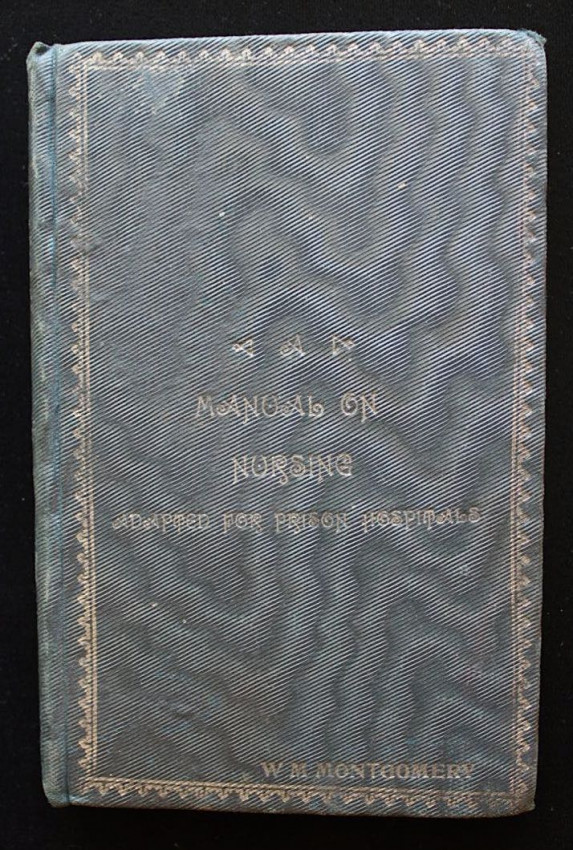 A
MANUAL ON
NURSING
ADAPTED FOR PRISON HOSPITALS
W M MONTGOMERY